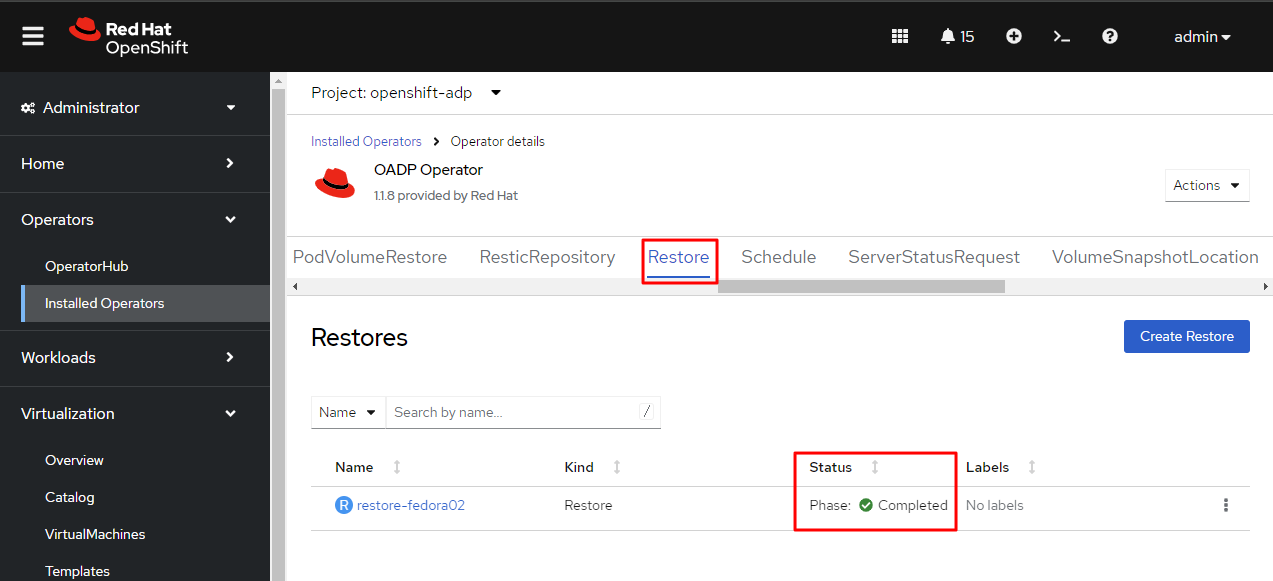 Red Hat
OpenShift
15
admin
Administrator
Home
Operators
OperatorHub
Installed Operators
Workloads
Virtualization
Overview
Catalog
VirtualMachines
Templates
Project: openshift-adp
Installed Operators > Operator details
OADP Operator
1.1.8 provided by Red Hat
Actions
PodVolumeRestore ResticRepository Restore Schedule ServerStatusRequest VolumeSnapshotLocation
Restores
Create Restore
Name Search by name... /
Name Kind Status Labels
R restore-fedora02 Restore Phase: Completed No labels